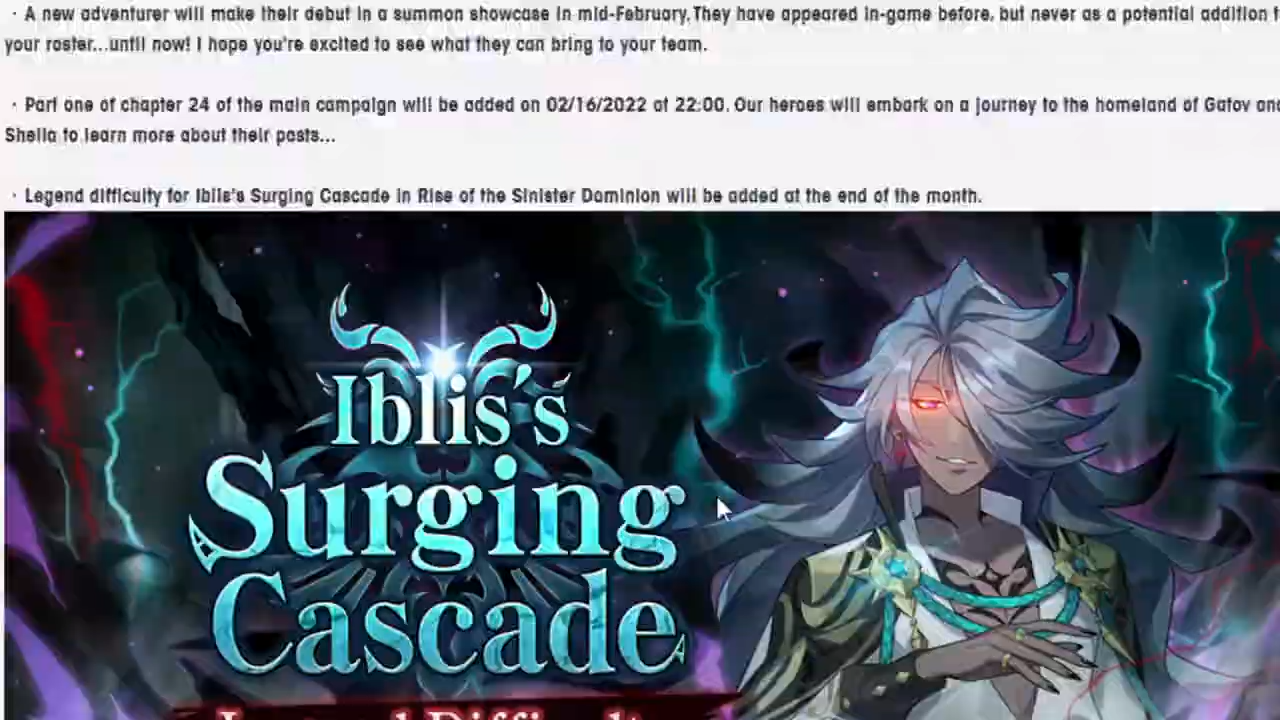 · A new adventurer will make their debut in a summon showcase in mid-February. They have appeared in-game before, but never as a potential addition
your roster...until now! I hope you're excited to see what they can bring to your team.
· Part one of chapter 24 of the main campaign will be added on 02/16/2022 at 22:00. Our heroes will embark on a journey to the homeland of Gatov and
Sheila to learn more about their pasts...
· Legend difficulty for Iblis's Surging Cascade in Rise of the Sinister Dominion will be added at the end of the month.
Iblis's
Surging
Cascade